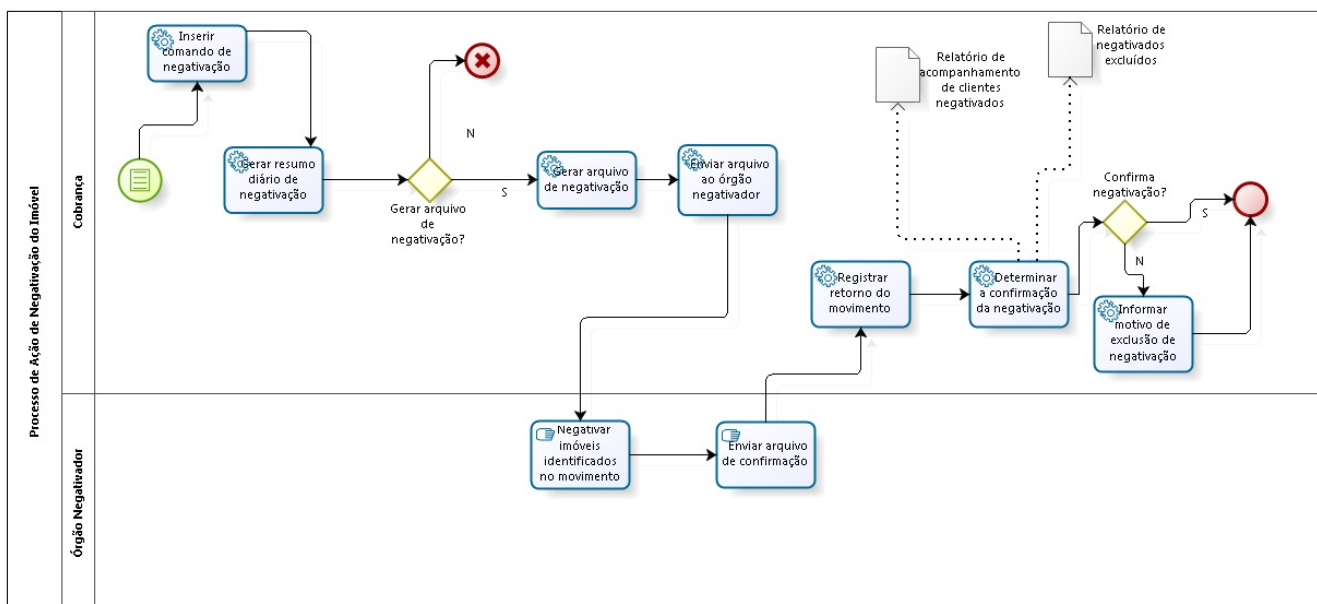 Processo de Ação de Negativação do Imóvel
Cobrança
Inserir
comando de
negativação
Gerar resumo
diário de
negativação
Gerar arquivo
de
negativação?
N
S
Gerar arquivo
de negativação
Enviar arquivo
ao órgão
negativador
Registrar
retorno do
movimento
Relatório de
acompanhamento
de clientes
negativados
Relatório de
negativados
excluídos
Determinar
a confirmação
da negativação
Confirma
negativação?
S
N
Informar
motivo de
exclusão de
negativação
Órgão Negativador
Negativar
imóveis
identificados
no movimento
Enviar arquivo
de confirmação